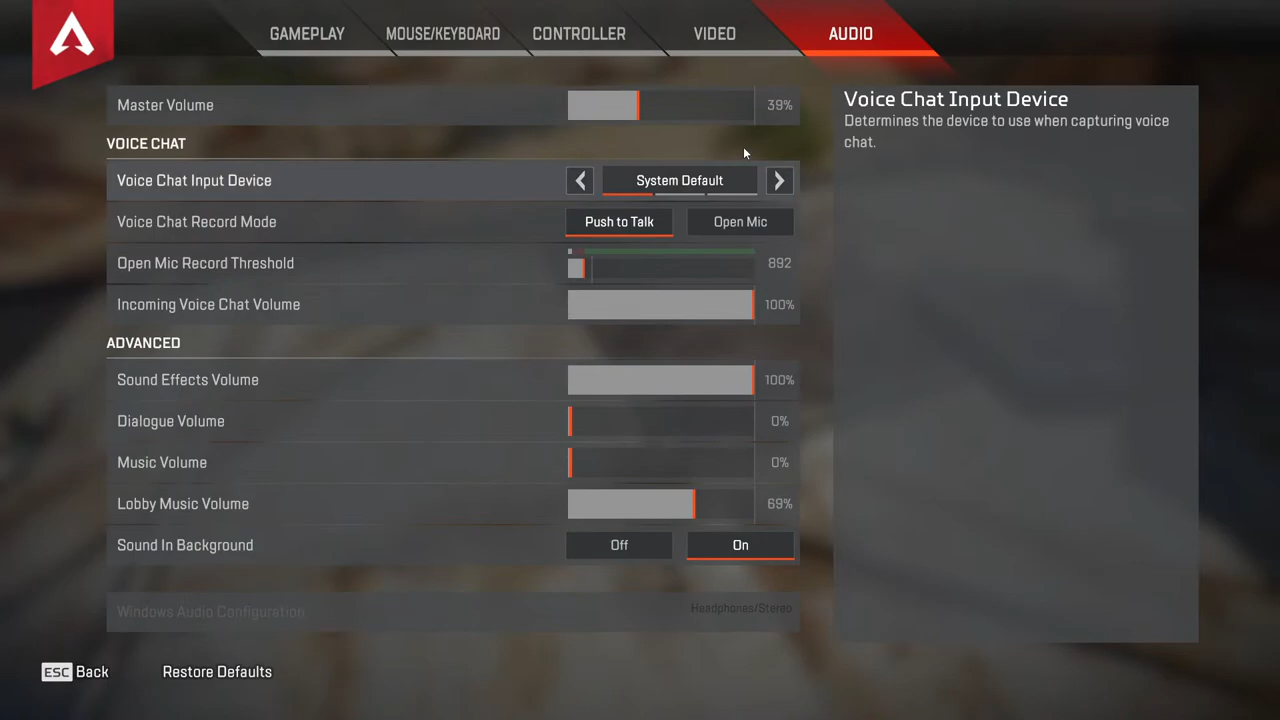 GAMEPLAY MOUSE/KEYBOARD CONTROLLER VIDEO AUDIO
Master Volume 39%
VOICE CHAT
Voice Chat Input Device System Default
Voice Chat Record Mode Push to Talk Open Mic
Open Mic Record Threshold 892
Incoming Voice Chat Volume 100%
ADVANCED
Sound Effects Volume 100%
Dialogue Volume 0%
Music Volume 0%
Lobby Music Volume 69%
Sound In Background Off On
Windows Audio Configuration Headphones/Stereo
Voice Chat Input Device
Determines the device to use when capturing voice
chat.
ESC Back Restore Defaults